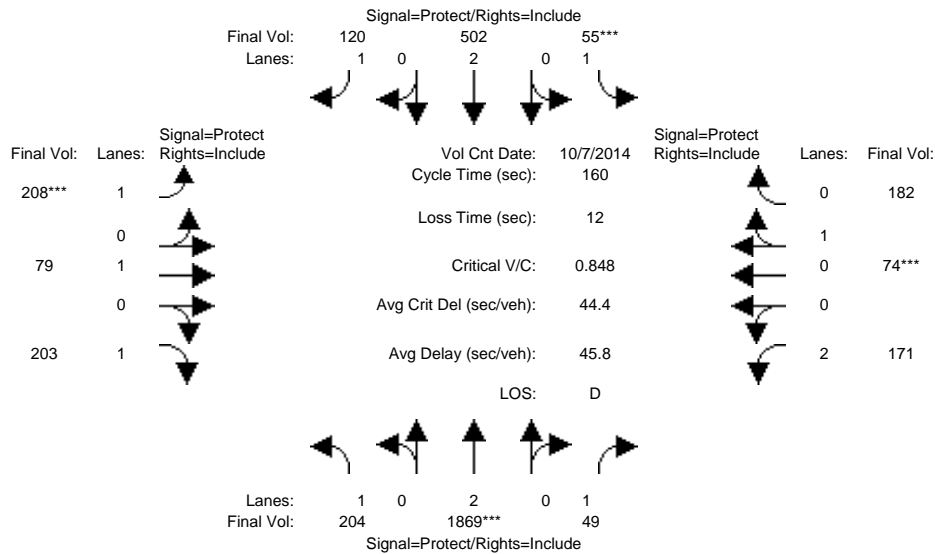 Signal=Protect/Rights=Include
Final Vol: 120 502 55***
Lanes: 1 0 2 0 1
Signal=Protect Signal=Protect
Final Vol: Lanes: Rights=Include Vol Cnt Date: 10/7/2014 Rights=Include Lanes: Final Vol:
Cycle Time (sec): 160
208*** 1 0 182
Loss Time (sec): 12
0 1
79 1 Critical V/C: 0.848 0 74***
0 Avg Crit Del (sec/veh): 44.4 0
203 1 Avg Delay (sec/veh): 45.8 2 171
LOS: D
Lanes: 1 0 2 0 1
Final Vol: 204 1869*** 49
Signal=Protect/Rights=Include